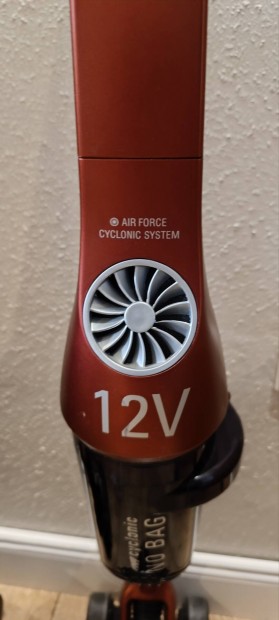 AIR FORCE
CYCLONIC SYSTEM
12V
cyclonic
NO BAG